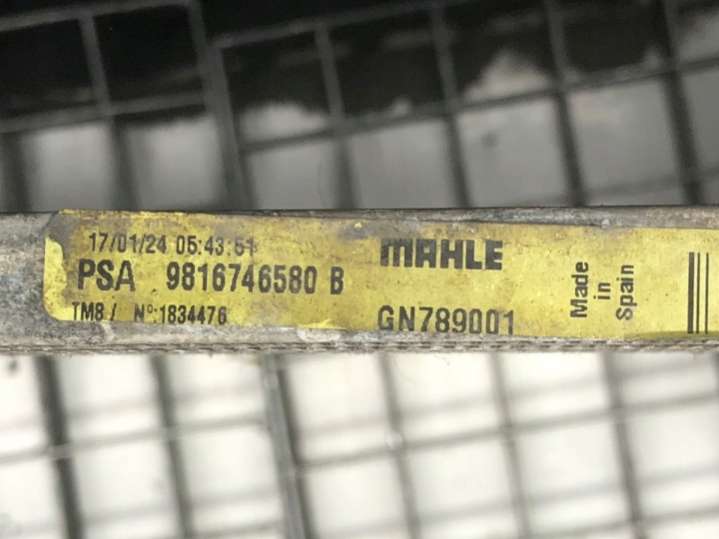 17/01/24 05:43:51
PSA 9816746580 B
TM8 / Nº:1834476
MAHLE
GN789001
Made
in
Spain